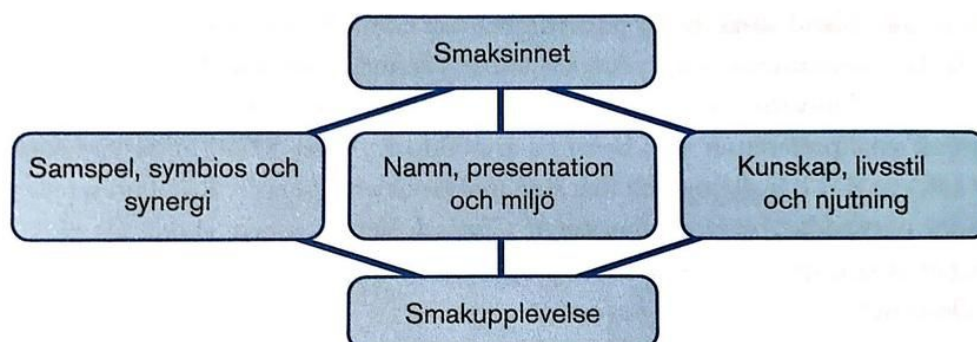 Smaksinnet
Samspel, symbios och
synergi
Namn, presentation
och miljö
Kunskap, livsstil
och njutning
Smakupplevelse